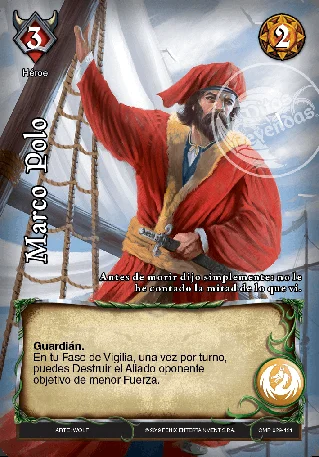 3
2
Héroe
Marco Polo
Leyendas
Antes de morir dijo simplemente: no le
he contado la mitad de lo que vi.
Guardián.
En tu Fase de Vigilia, una vez por turno,
puedes Destruir el Aliado oponente
objetivo de menor Fuerza.